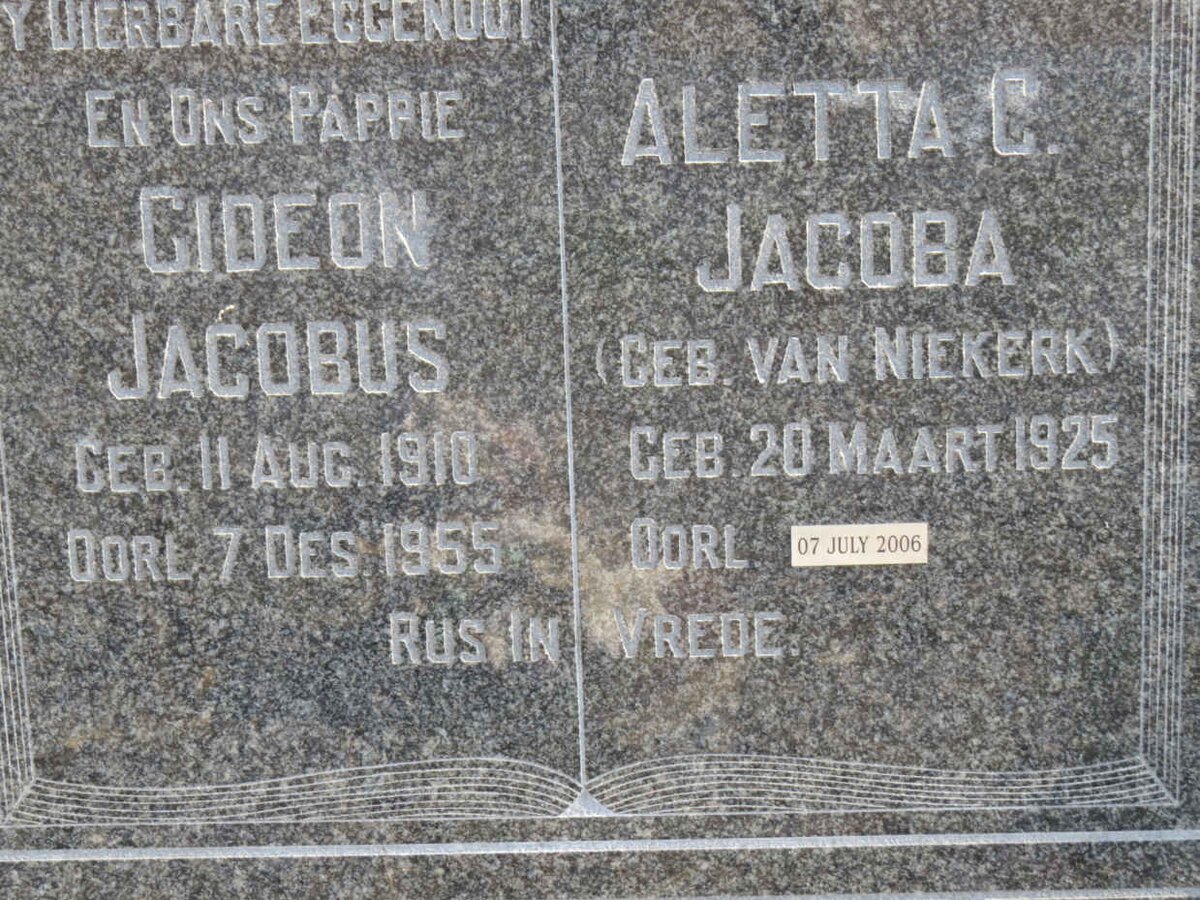 DIERBARE EGGENOOT
EN ONS PAPPIE
GIDEON
JACOBUS
GEB. 11 AUG. 1910
OORL. 7 DES. 1955
ALETTA C.
JACOBA
(GEB. VAN NIEKERK)
GEB. 20 MAART 1925
OORL. 07 JULY 2006
RUS IN VREDE.